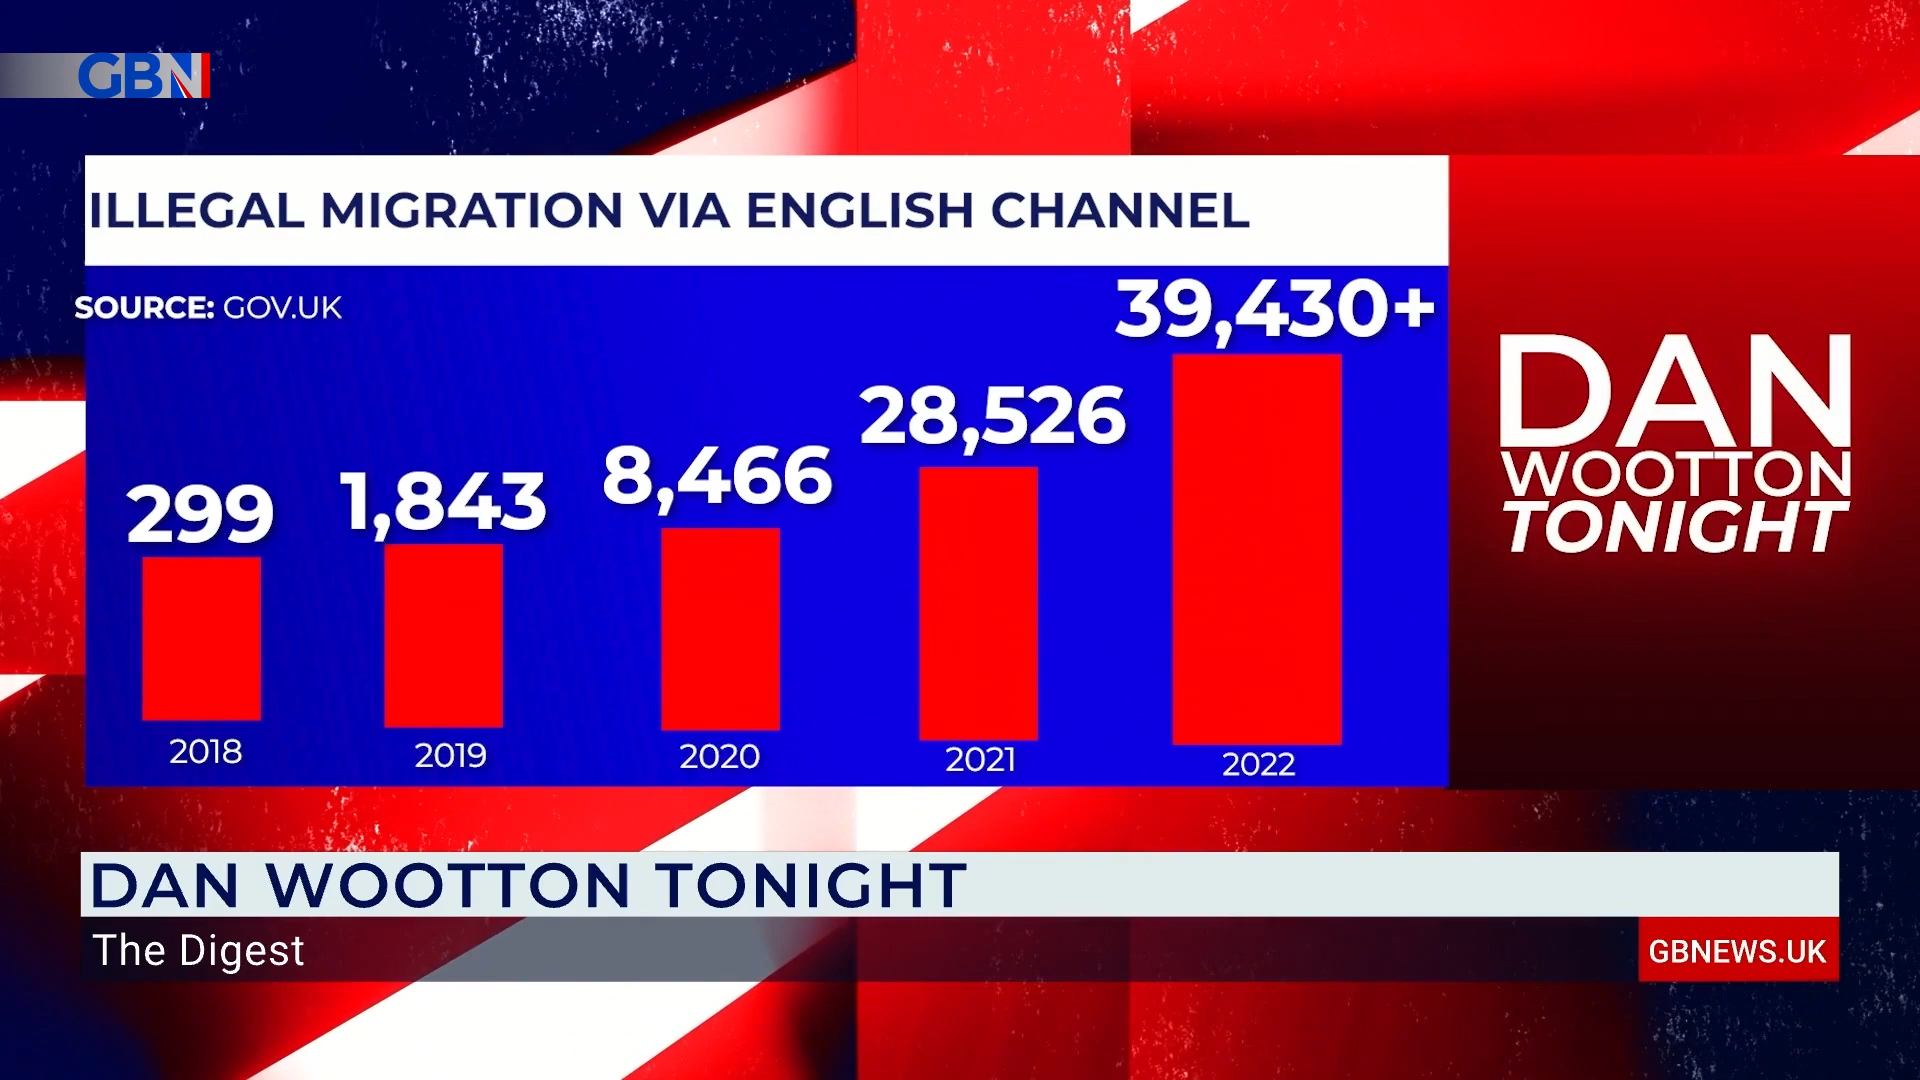 GBN
ILLEGAL MIGRATION VIA ENGLISH CHANNEL
SOURCE: GOV.UK
299
1,843
8,466
28,526
39,430+
2018
2019
2020
2021
2022
DAN
WOOTTON
TONIGHT
DAN WOOTTON TONIGHT
The Digest
GBNEWS.UK